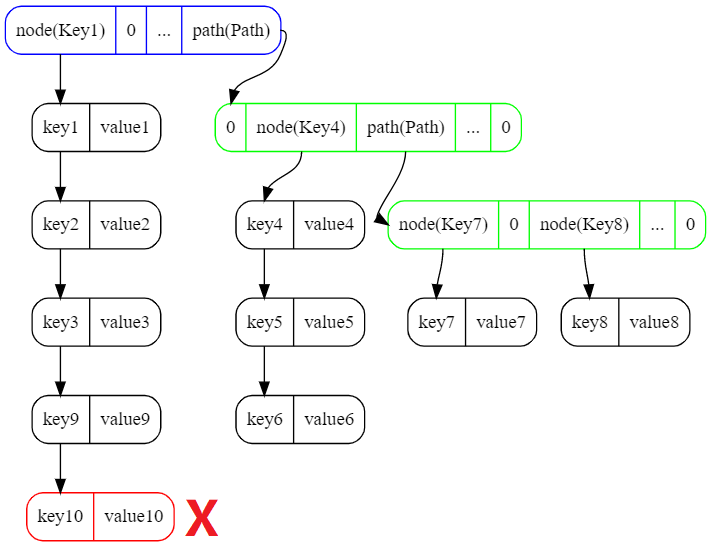 node(Key1) 0 ... path(Path)
key1 value1
0 node(Key4) path(Path) ... 0
key2 value2
key4 value4
node(Key7) 0 node(Key8) ... 0
key3 value3
key5 value5
key7 value7
key8 value8
key9 value9
key6 value6
key10 value10 X